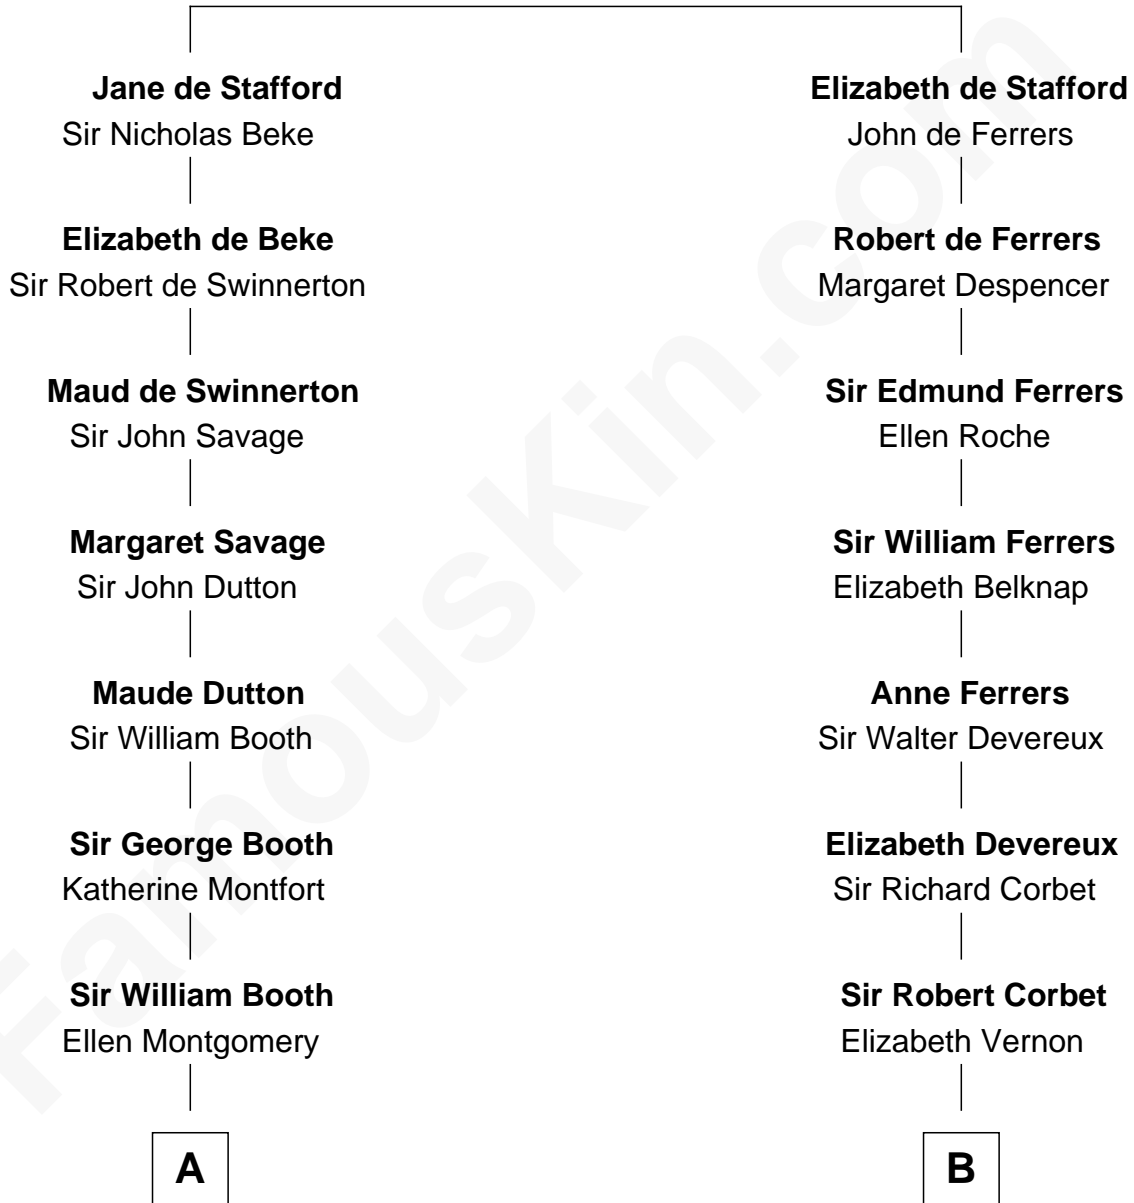 Jane de Stafford
Sir Nicholas Beke
Elizabeth de Beke
Sir Robert de Swinnerton
Maud de Swinnerton
Sir John Savage
Margaret Savage
Sir John Dutton
Maude Dutton
Sir William Booth
Sir George Booth
Katherine Montfort
Sir William Booth
Ellen Montgomery
A
Elizabeth de Stafford
John de Ferrers
Robert de Ferrers
Margaret Despencer
Sir Edmund Ferrers
Ellen Roche
Sir William Ferrers
Elizabeth Belknap
Anne Ferrers
Sir Walter Devereux
Elizabeth Devereux
Sir Richard Corbet
Sir Robert Corbet
Elizabeth Vernon
B
FamousKin.com